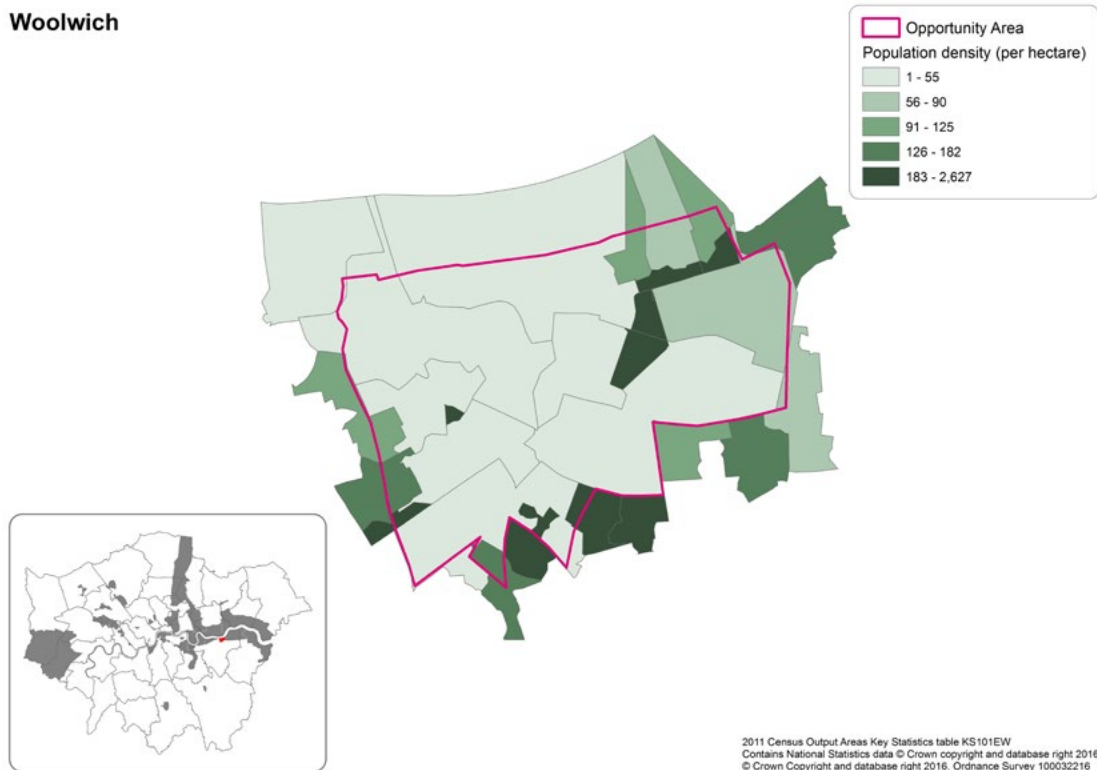 Woolwich
Opportunity Area
Population density (per hectare)
1 - 55
56 - 90
91 - 125
126 - 182
183 - 2,627
2011 Census Output Areas Key Statistics table KS101EW
Contains National Statistics data © Crown copyright and database right 2016
© Crown Copyright and database right 2016. Ordnance Survey 100032216